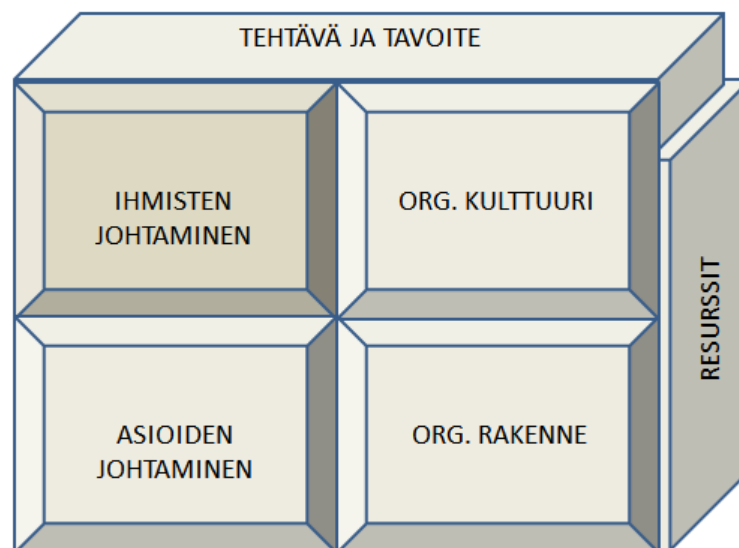 TEHTÄVÄ JA TAVOITE
IHMISTEN
JOHTAMINEN
ORG. KULTTUURI
ASIOIDEN
JOHTAMINEN
ORG. RAKENNE
RESURSSIT